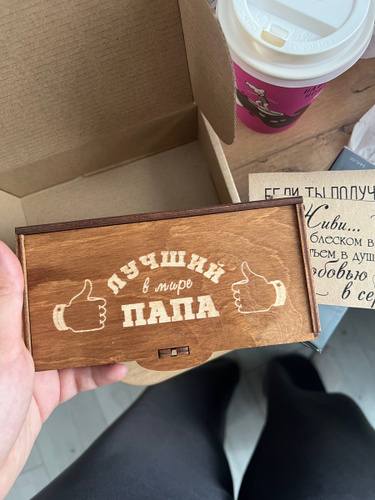 ЛУЧШИЙ
в мире
ПАПА
ЕСЛИ ТЫ ПОЛУЧ
Живи...
блеском в
в душ
в се